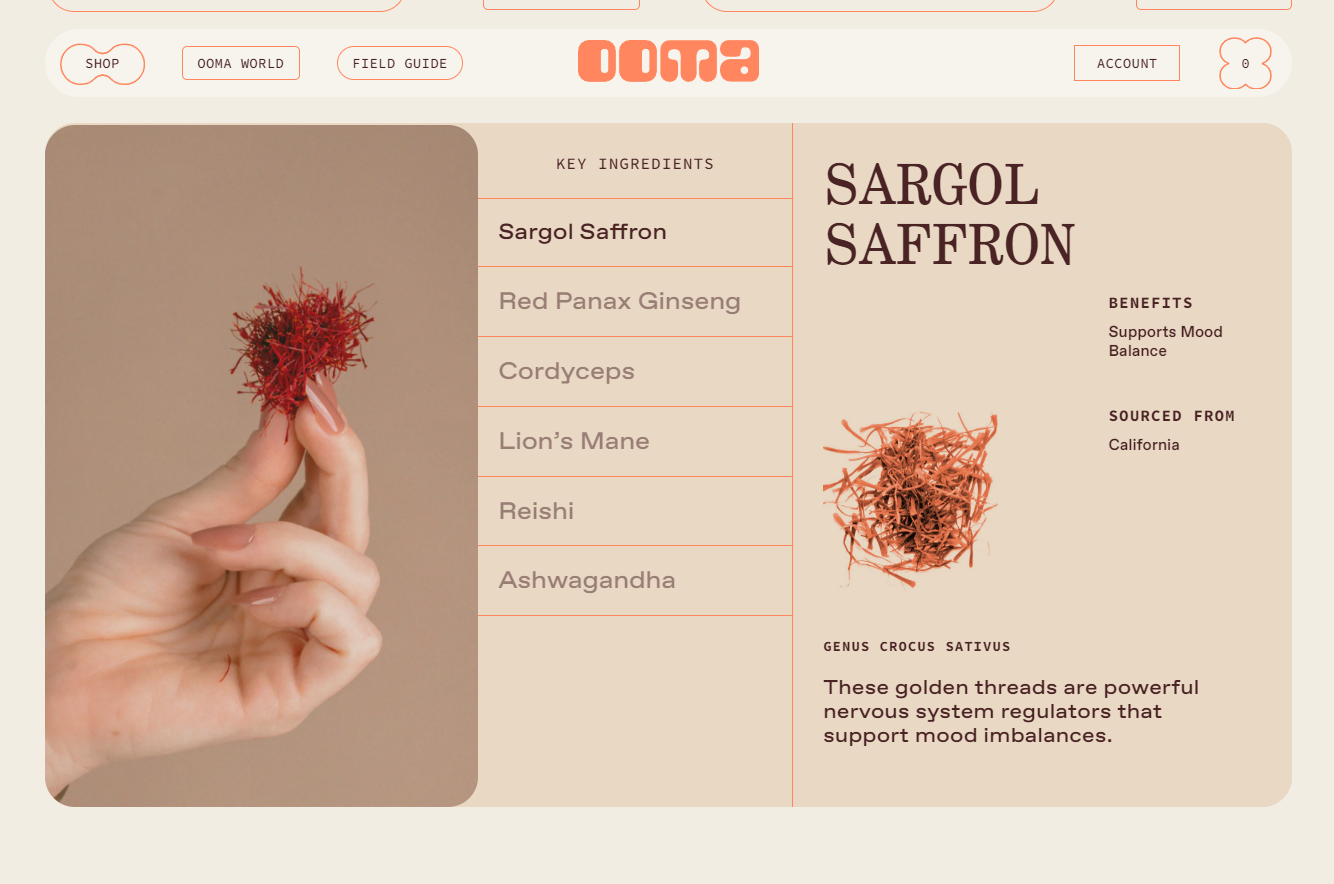 SHOP
OOMA WORLD
FIELD GUIDE
ooma
ACCOUNT
0
KEY INGREDIENTS
Sargol Saffron
Red Panax Ginseng
Cordyceps
Lion’s Mane
Reishi
Ashwagandha
SARGOL
SAFFRON
BENEFITS
Supports Mood
Balance
SOURCED FROM
California
GENUS CROCUS SATIVUS
These golden threads are powerful
nervous system regulators that
support mood imbalances.